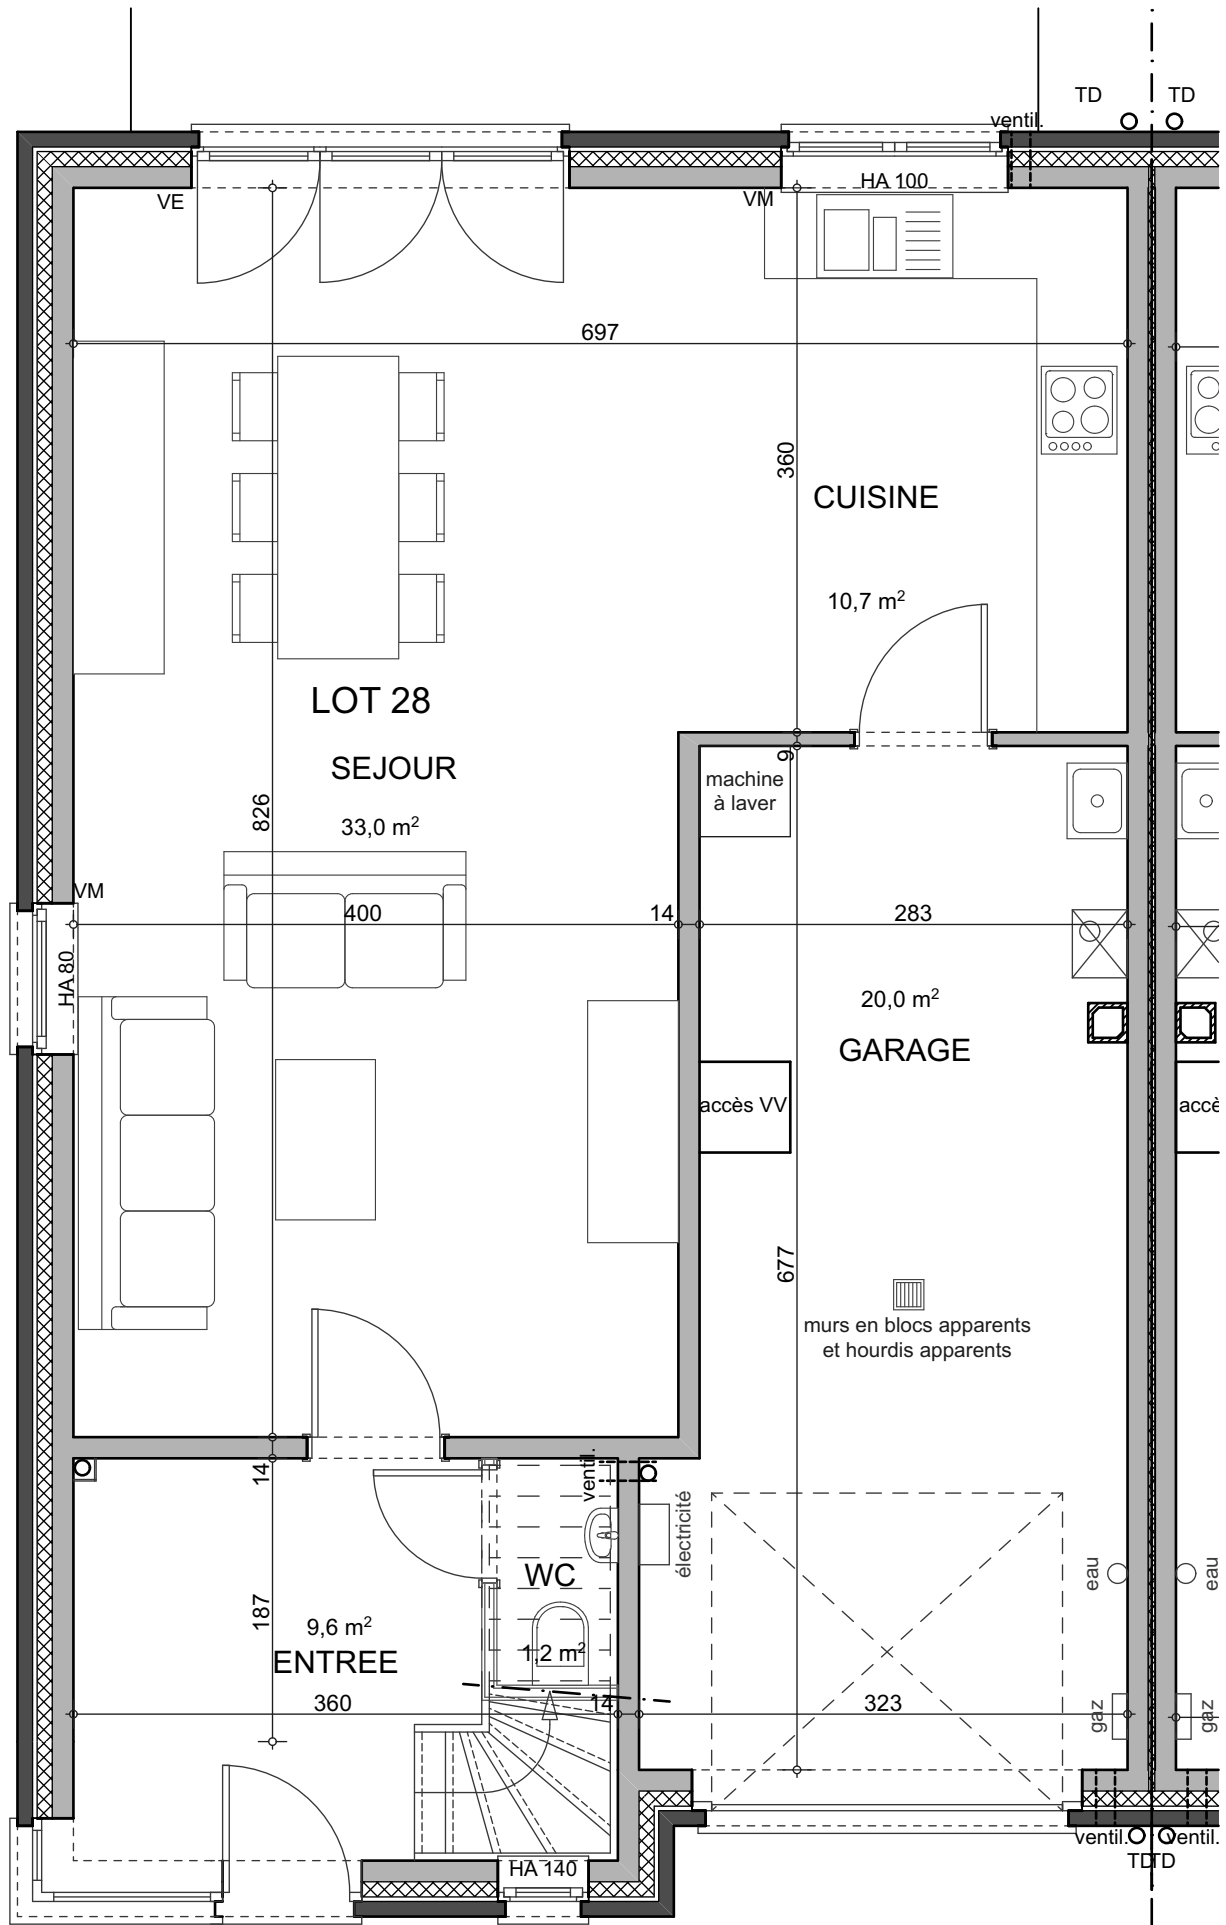 TD
TD
ventil.
HA 100
VE
VM
697
360
CUISINE
10,7 m²
LOT 28
SEJOUR
33,0 m²
826
9
machine
à laver
VM
400
14
283
HA 80
20,0 m²
GARAGE
accès VV
accè
677
murs en blocs apparents
et hourdis apparents
14
ventil.
électricité
WC
eau
eau
187
9,6 m²
ENTREE
1,2 m²
360
14
323
gaz
gaz
HA 140
ventil.
ventil.
TD
TD